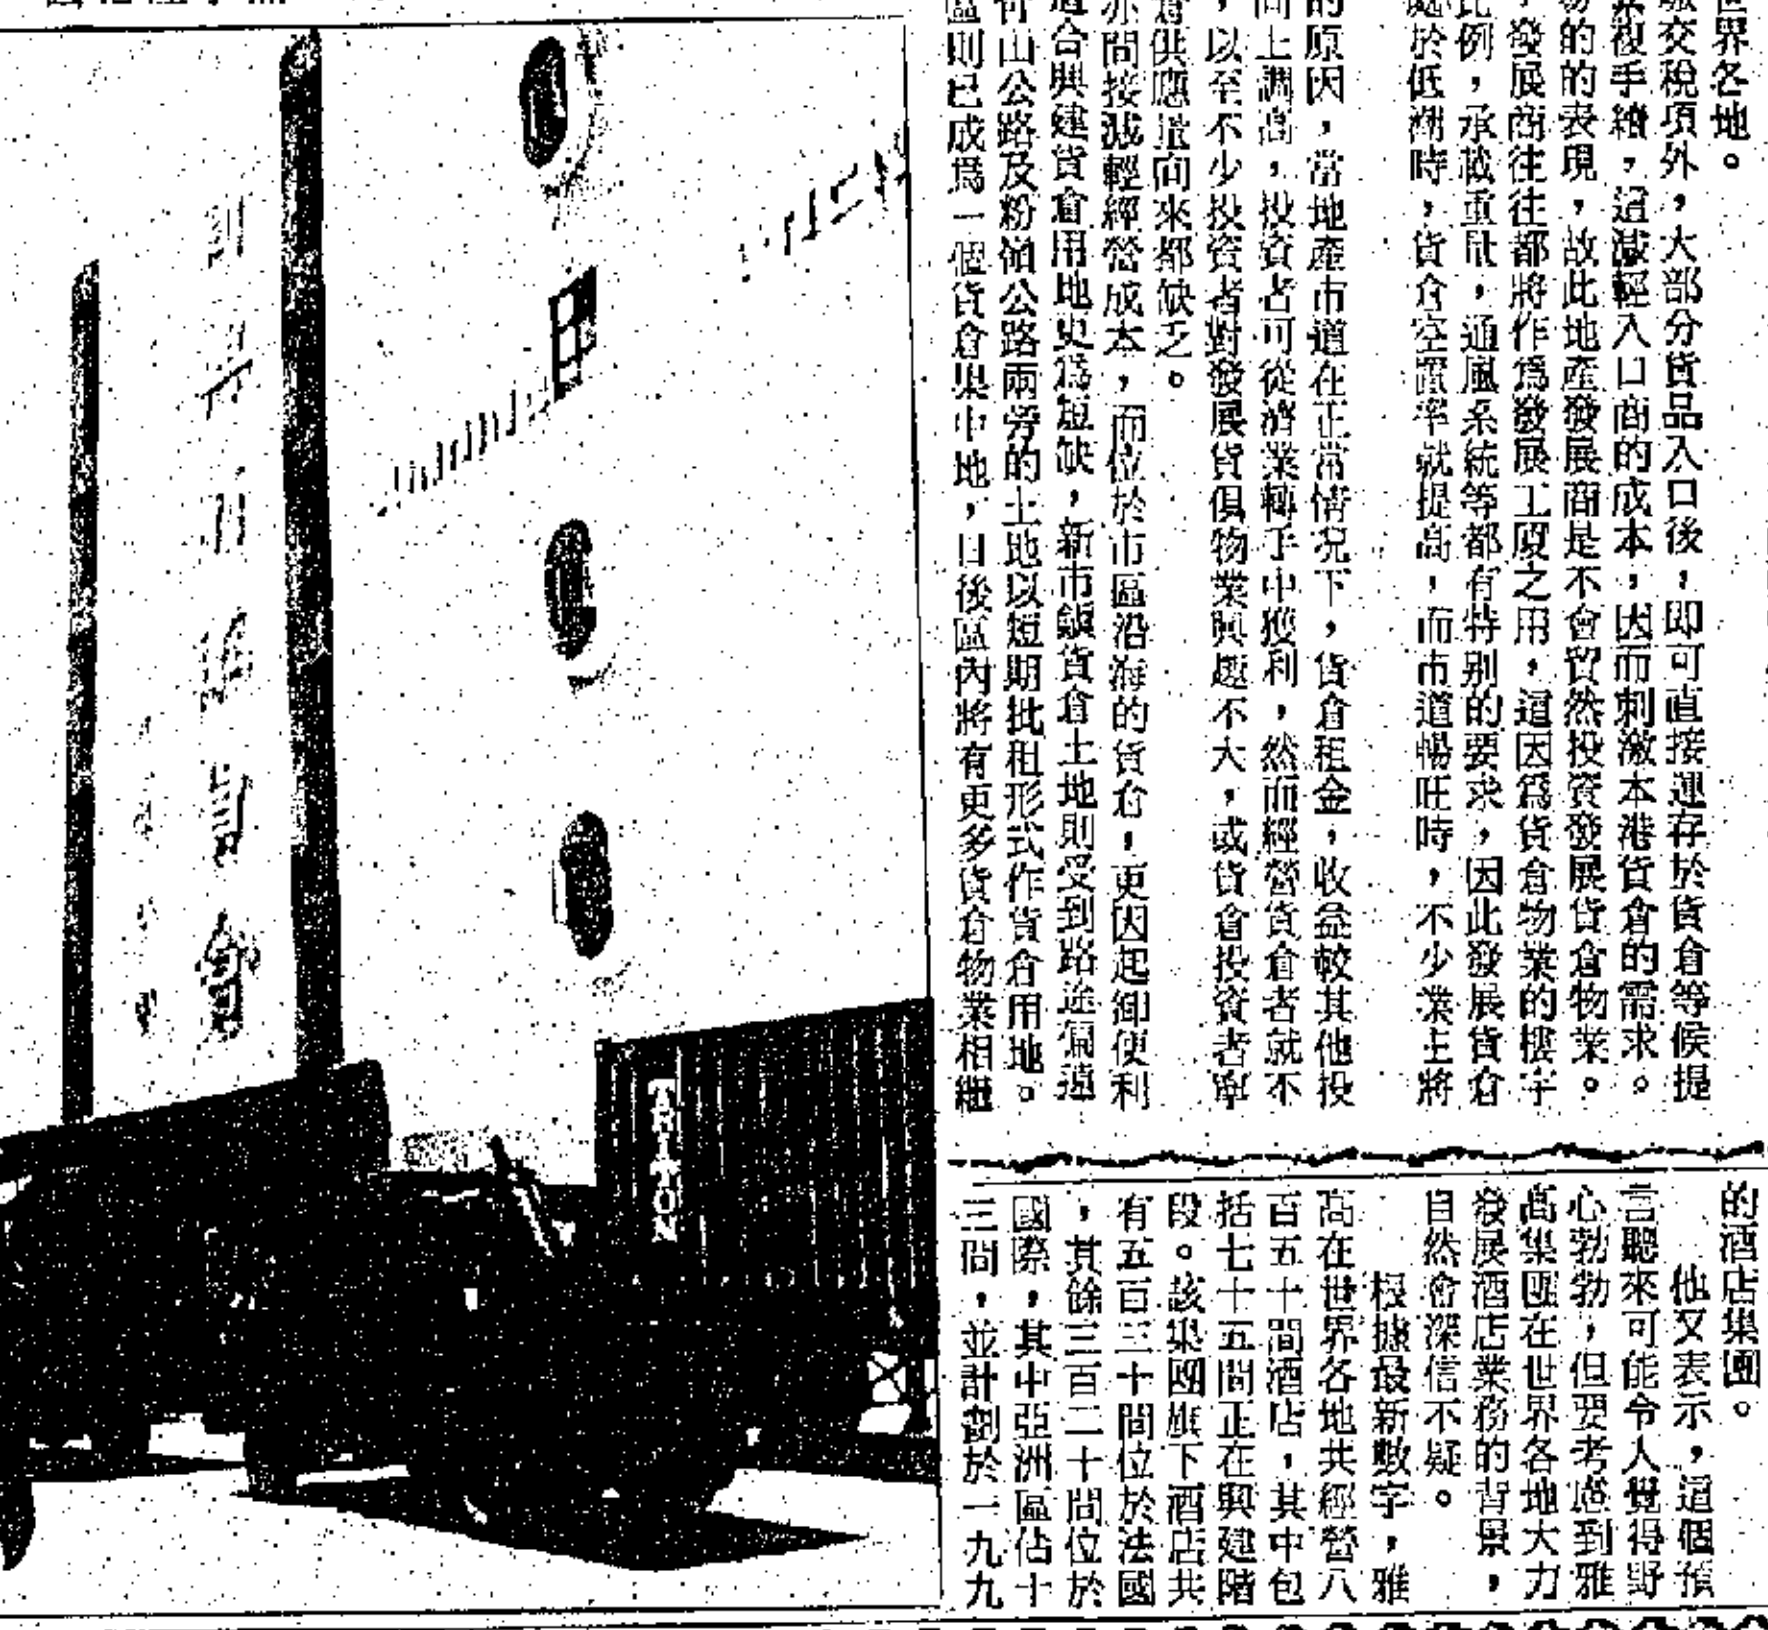 世界各地。
交稅項外，大部分貨品入口後，即可直接運存於貨倉等候提
複手續，這減輕入口商的成本，因而刺激本港貨倉的需求。
的的表現，故此地產發展商是不會貿然投資發展貨倉物業。
，發展商往往都將作爲發展工廈之用，這因爲貨倉物業的樓宇
比例，承載重量，通風系統等都有特別的要求，因此發展貨倉
處於低潮時，貨倉空置率就提高，而市道暢旺時，不少業主將
的原因，當地產市道在正常情況下，貨倉租金，收益較其他投
向上調高，投資者可從濟業轉手中獲利，然而經營貨倉者就不
，以至不少投資者對發展貨倶物業興趣不大，或貨倉投資者寧
倉供應量向來都缺乏。
亦間接減輕經營成本，而位於市區沿海的貨倉，更因起卸便利
適合興建貨倉用地更爲短缺，新市鎮貨倉土地則受到路途偏遠
山公路及粉嶺公路兩旁的土地以短期批租形式作貨倉用地。
區則已成爲一個貨倉集中地，日後區內將有更多貨倉物業相繼
的酒店集團。
他又表示，這個預
言聽來可能令人覺得野
心勃勃，但要考慮到雅
高集團在世界各地大力
發展酒店業務的背景，
自然會深信不疑。
根據最新數字，雅
高在世界各地共經營八
百五十間酒店，其中包
括七十五間正在興建階
段。該集團旗下酒店共
有五百三十間位於法國
，其餘三百二十間位於
國際，其中亞洲區佔十
三間，並計劃於一九九
TRITON